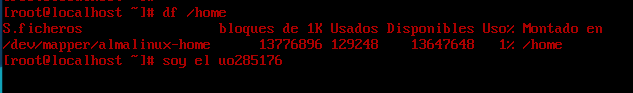 [root@localhost ~]# df /home
S.ficheros bloques de 1K Usados Disponibles Uso% Montado en
/dev/mapper/almalinux-home 13776896 129248 13647648 1% /home
[root@localhost ~]# soy el uo285176